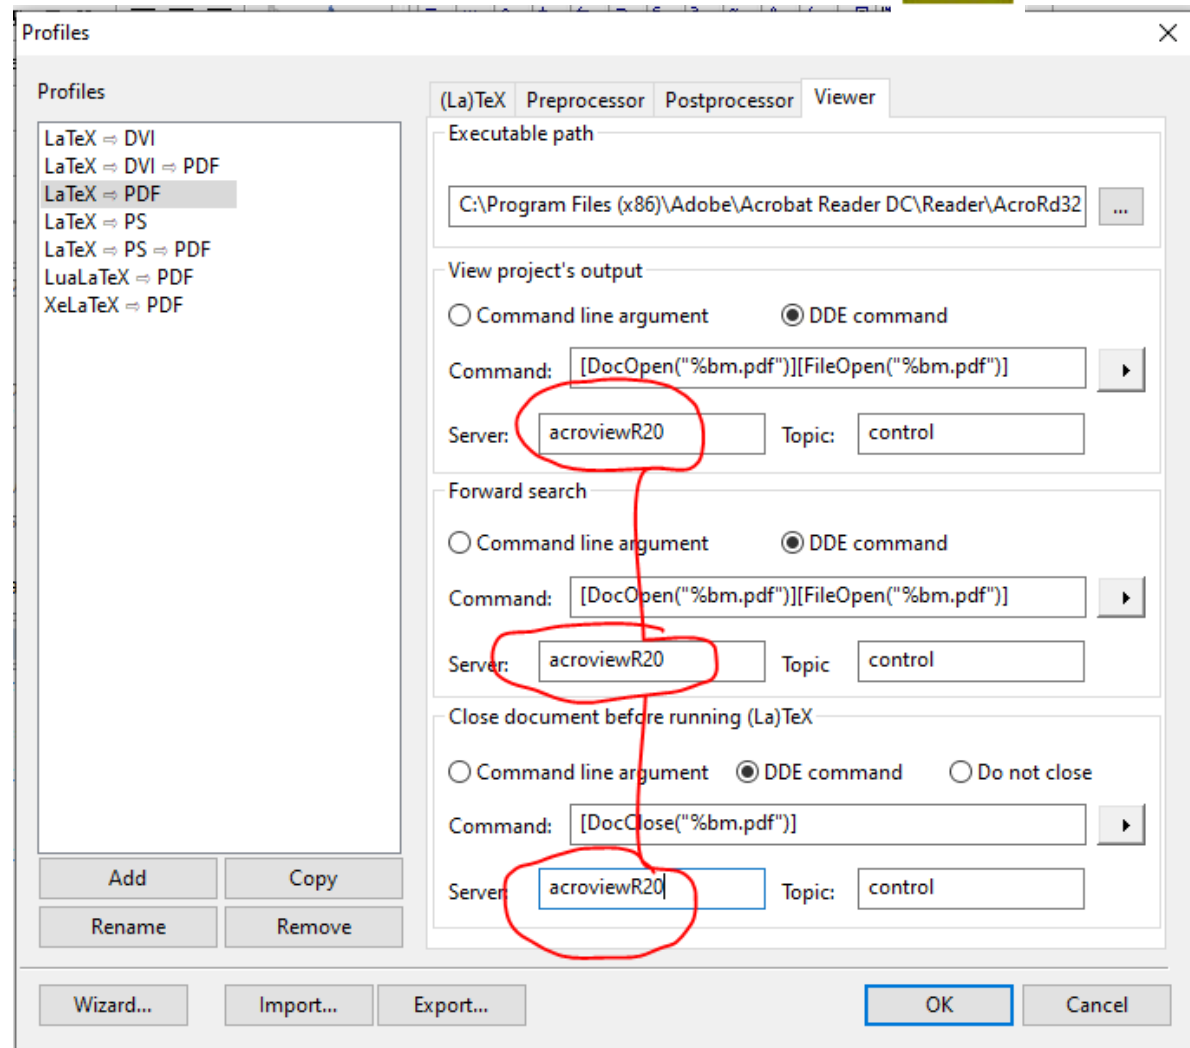 Profiles
Profiles
LaTeX ⇨ DVI
LaTeX ⇨ DVI ⇨ PDF
LaTeX ⇨ PDF
LaTeX ⇨ PS
LaTeX ⇨ PS ⇨ PDF
LuaLaTeX ⇨ PDF
XeLaTeX ⇨ PDF
Add Copy
Rename Remove
(La)TeX Preprocessor Postprocessor Viewer
Executable path
C:\Program Files (x86)\Adobe\Acrobat Reader DC\Reader\AcroRd32 ...
View project's output
Command line argument DDE command
Command: [DocOpen("%bm.pdf")][FileOpen("%bm.pdf")]
Server: acroviewR20 Topic: control
Forward search
Command line argument DDE command
Command: [DocOpen("%bm.pdf")][FileOpen("%bm.pdf")]
Server: acroviewR20 Topic control
Close document before running (La)TeX
Command line argument DDE command Do not close
Command: [DocClose("%bm.pdf")]
Server: acroviewR20 Topic: control
Wizard... Import... Export... OK Cancel